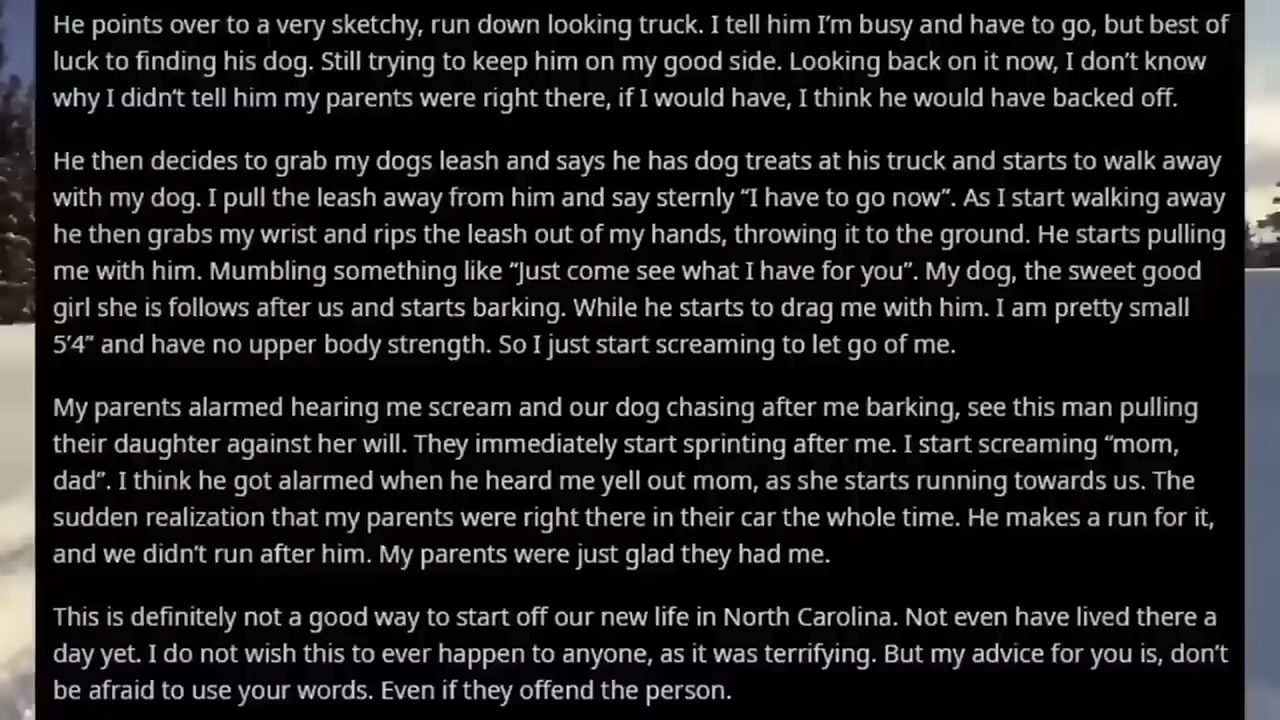 He points over to a very sketchy, run down looking truck. I tell him I’m busy and have to go, but best of
luck to finding his dog. Still trying to keep him on my good side. Looking back on it now, I don’t know
why I didn’t tell him my parents were right there, if I would have, I think he would have backed off.
He then decides to grab my dogs leash and says he has dog treats at his truck and starts to walk away
with my dog. I pull the leash away from him and say sternly “I have to go now”. As I start walking away
he then grabs my wrist and rips the leash out of my hands, throwing it to the ground. He starts pulling
me with him. Mumbling something like “Just come see what I have for you”. My dog, the sweet good
girl she is follows after us and starts barking. While he starts to drag me with him. I am pretty small
5’4” and have no upper body strength. So I just start screaming to let go of me.
My parents alarmed hearing me scream and our dog chasing after me barking, see this man pulling
their daughter against her will. They immediately start sprinting after me. I start screaming “mom,
dad”. I think he got alarmed when he heard me yell out mom, as she starts running towards us. The
sudden realization that my parents were right there in their car the whole time. He makes a run for it,
and we didn’t run after him. My parents were just glad they had me.
This is definitely not a good way to start off our new life in North Carolina. Not even have lived there a
day yet. I do not wish this to ever happen to anyone, as it was terrifying. But my advice for you is, don’t
be afraid to use your words. Even if they offend the person.